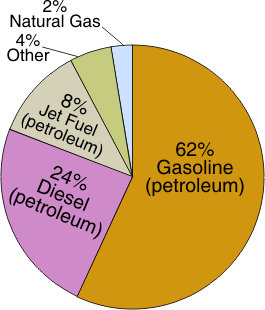 2%
Natural Gas
4%
Other
8%
Jet Fuel
(petroleum)
62%
Gasoline
(petroleum)
24%
Diesel
(petroleum)